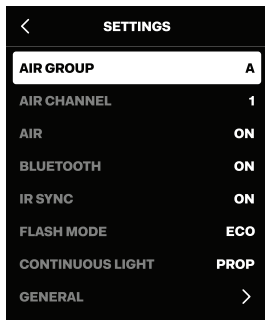 SETTINGS
AIR GROUP A
AIR CHANNEL 1
AIR ON
BLUETOOTH ON
IR SYNC ON
FLASH MODE ECO
CONTINUOUS LIGHT PROP
GENERAL